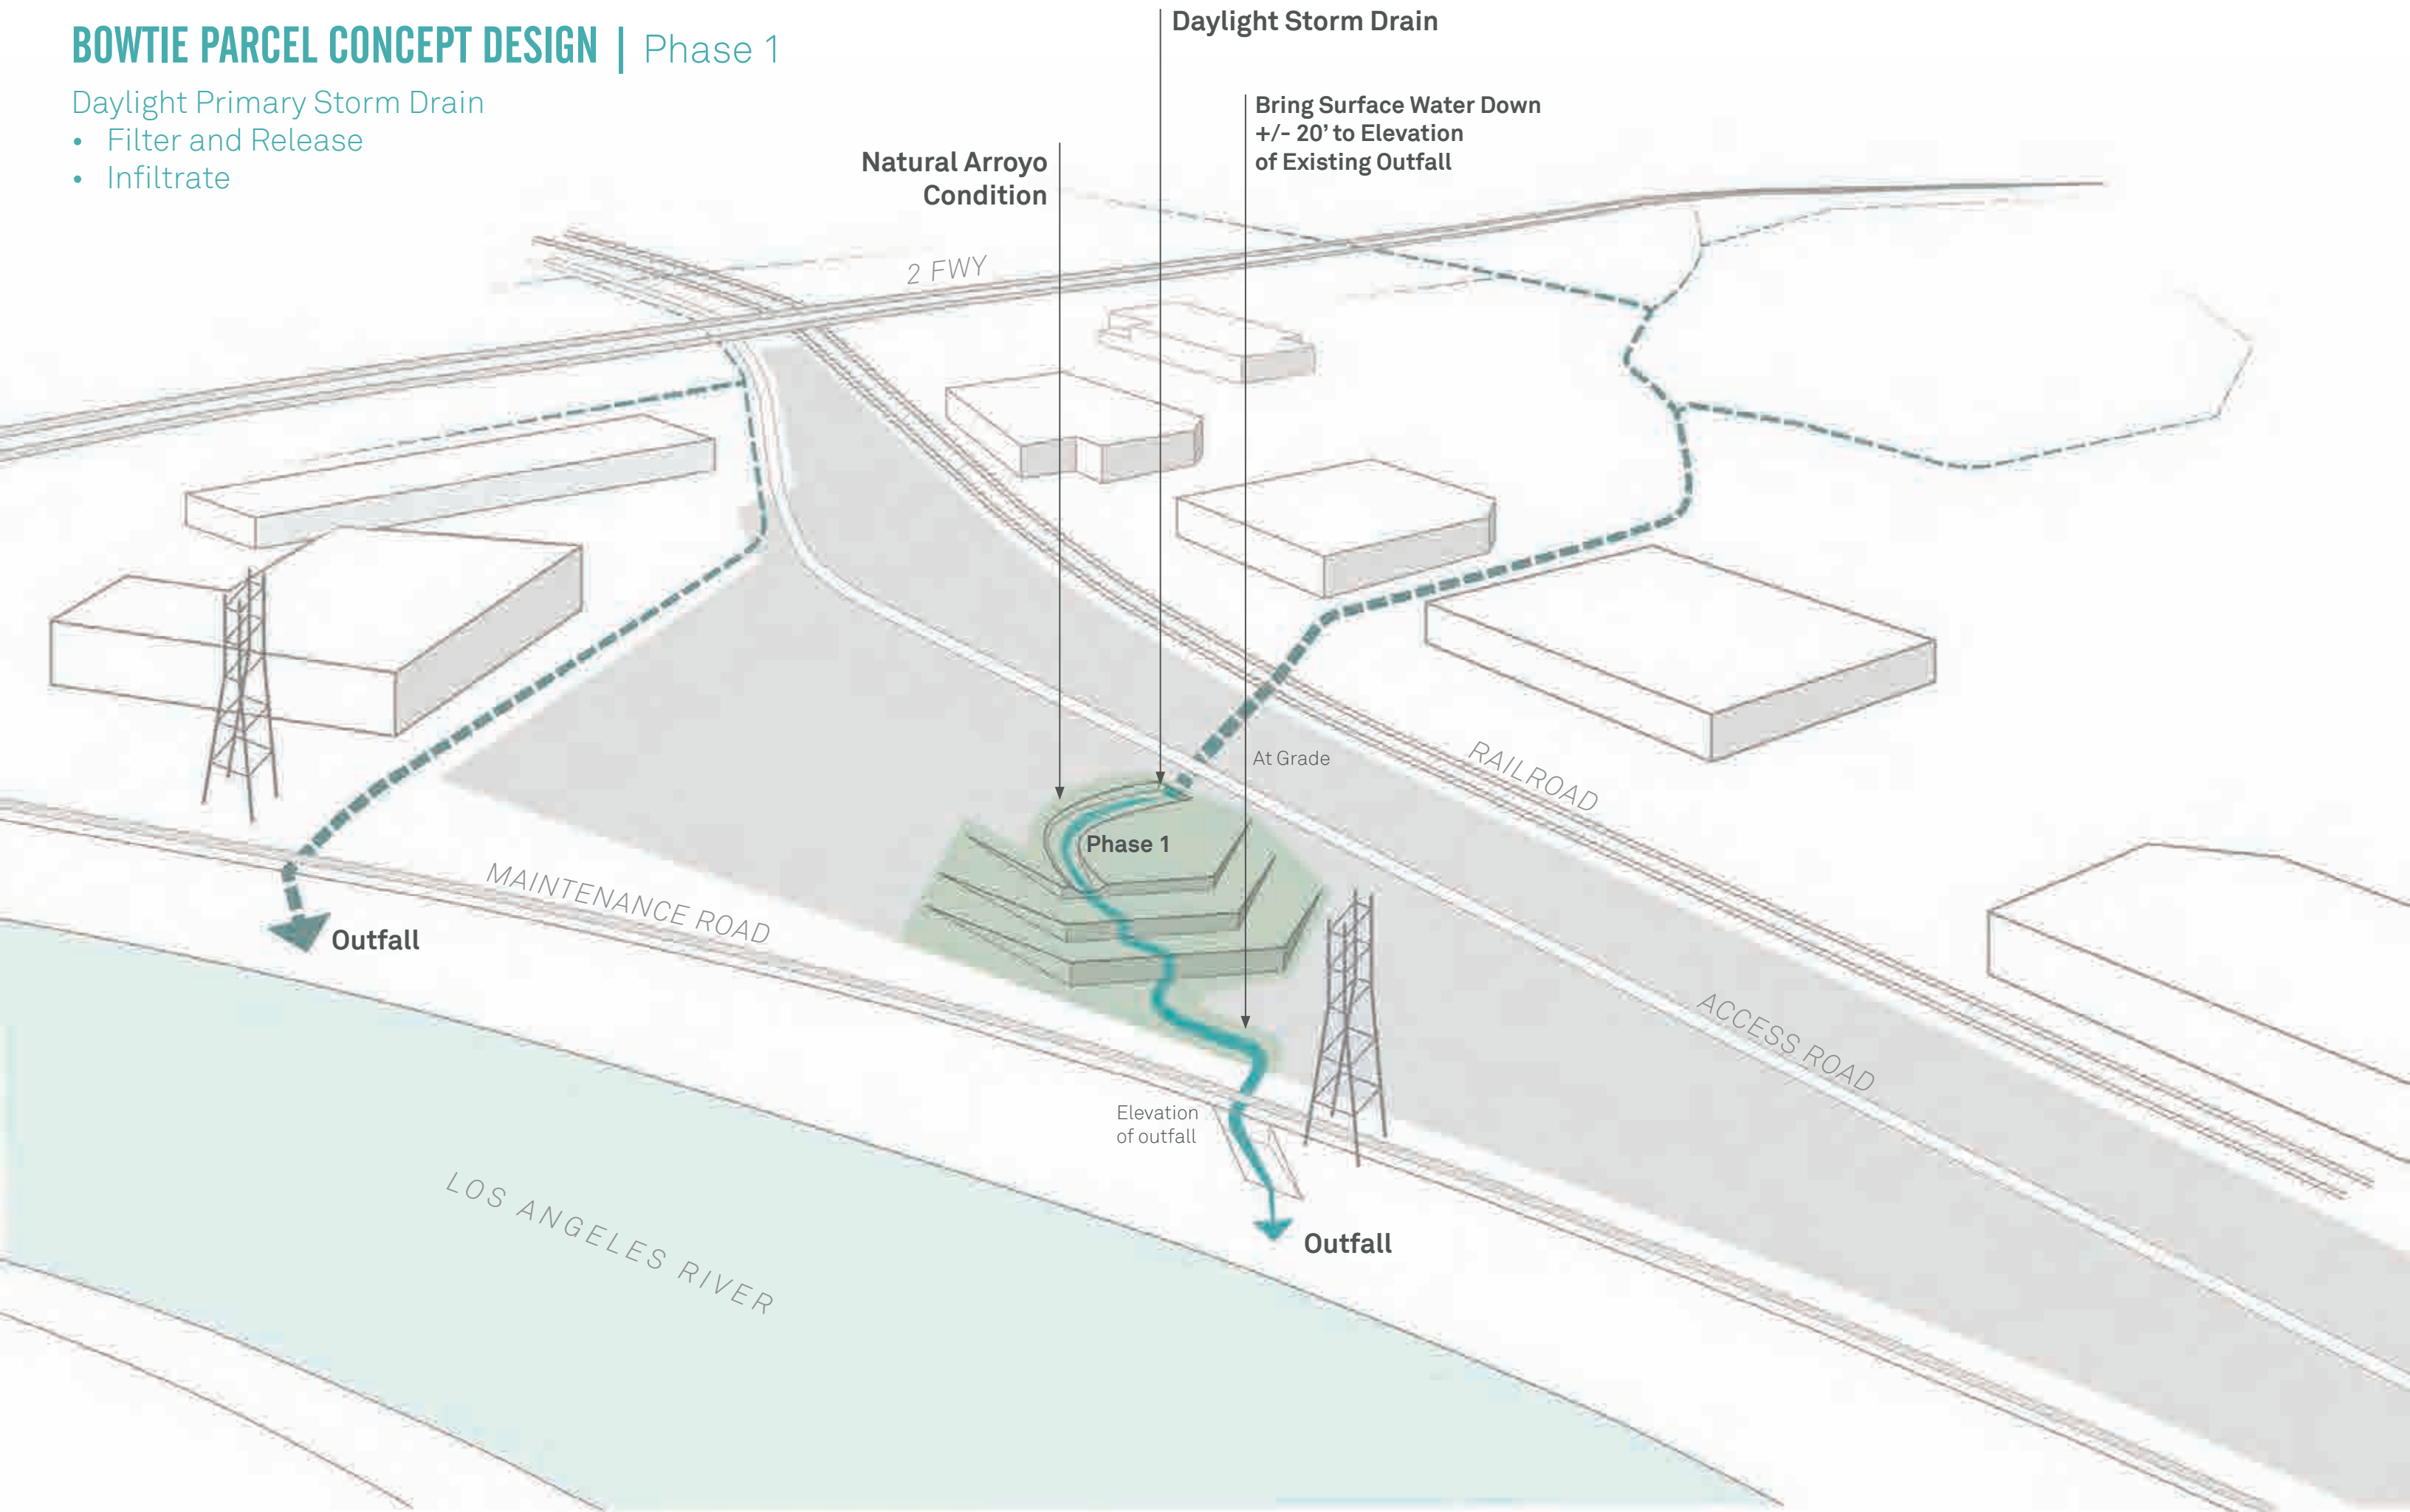 BOWTIE PARCEL CONCEPT DESIGN | Phase 1
Daylight Primary Storm Drain
• Filter and Release
• Infiltrate
Daylight Storm Drain
Bring Surface Water Down
+/- 20’ to Elevation
of Existing Outfall
Natural Arroyo
Condition
2 FWY
At Grade
RAILROAD
Phase 1
MAINTENANCE ROAD
Outfall
ACCESS ROAD
Elevation
of outfall
LOS ANGELES RIVER
Outfall